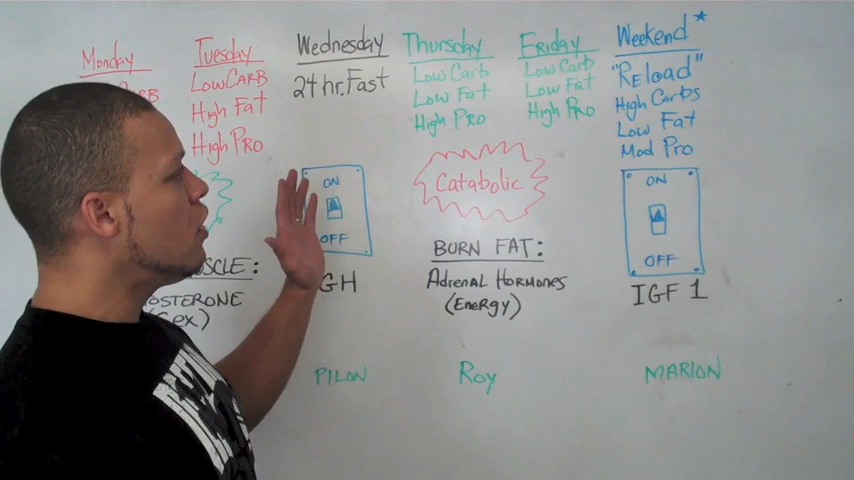 Monday
Tuesday
LowCARB
High Fat
High Pro
Wednesday
24 hr. Fast
Thursday
Low Carb
Low Fat
High Pro
Friday
Low Carb
Low Fat
High Pro
Weekend*
"Reload"
High Carbs
Low Fat
Mod Pro
ON
OFF
GH
Catabolic
BURN FAT:
Adrenal Hormones
(Energy)
ON
OFF
IGF 1
PILON
Roy
MARION